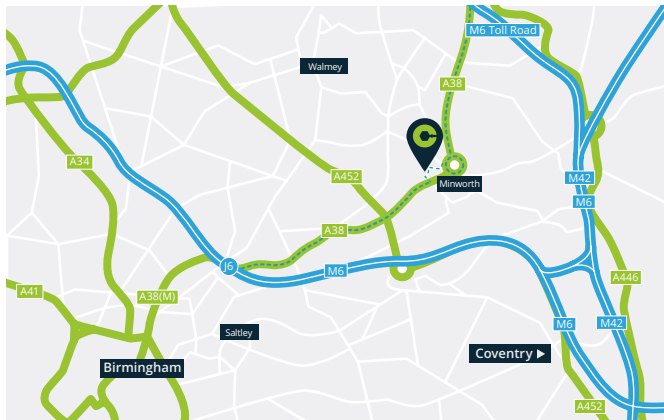 M6 Toll Road
Walmey
A38
A34
A452
M42
Minworth
M6
A38
J6
M6
A446
A41
A38(M)
M6
M42
Saltley
Coventry
Birmingham
A452